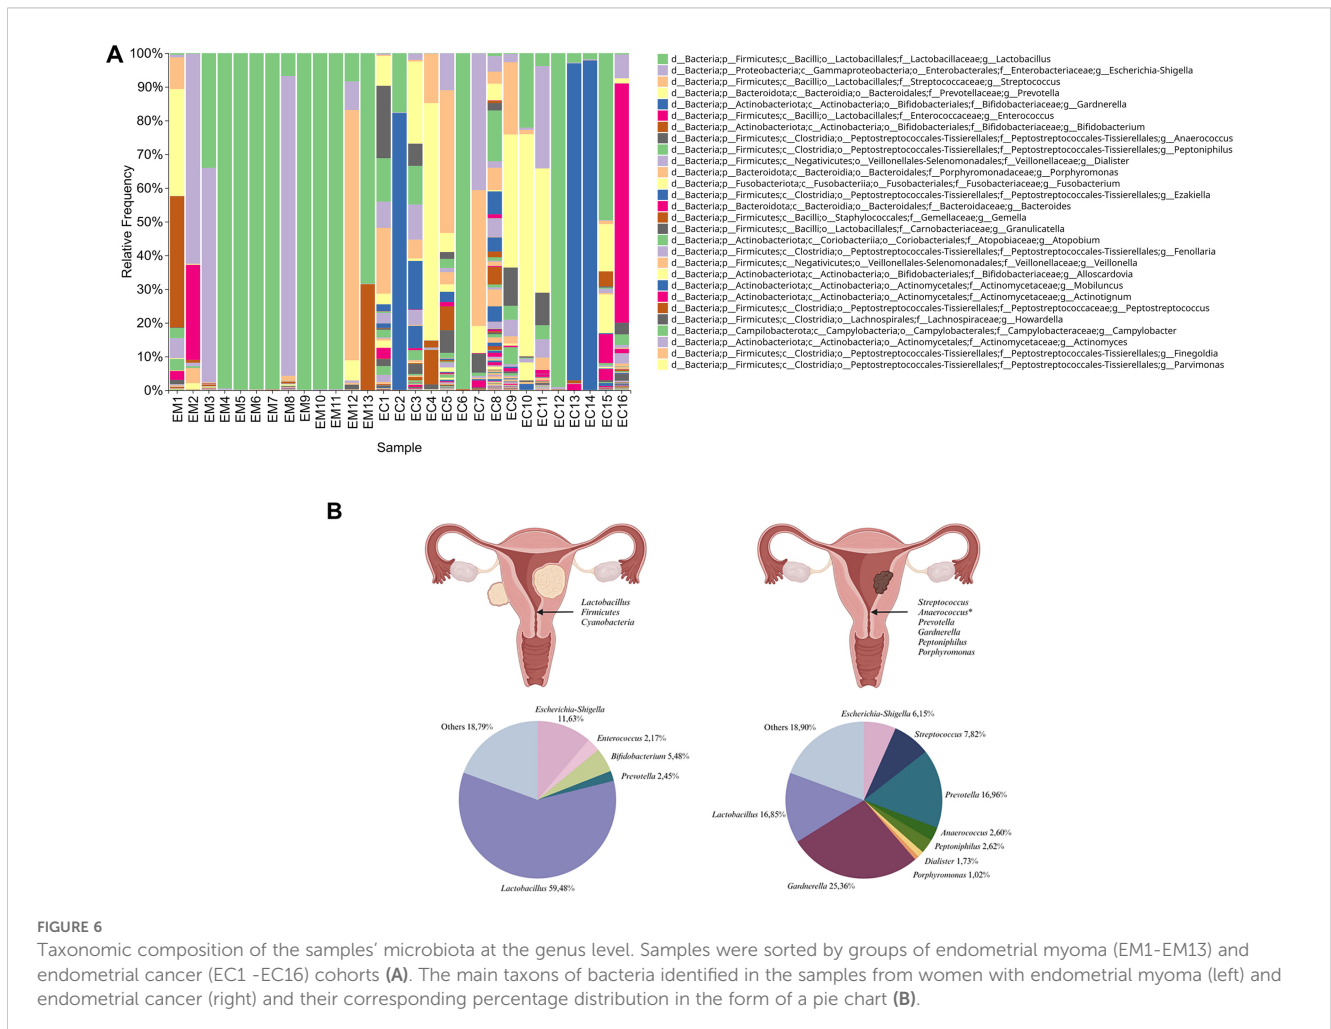 A
100%
90%
80%
70%
60%
50%
40%
30%
20%
10%
0%
Relative Frequency
EM1 EM2 EM3 EM4 EM5 EM6 EM7 EM8 EM9 EM10 EM11 EM12 EM13 EC1 EC2 EC3 EC4 EC5 EC6 EC7 EC8 EC9 EC10 EC11 EC12 EC13 EC14 EC15 EC16
Sample
d__Bacteria;p__Firmicutes;c__Bacilli;o__Lactobacillales;f__Lactobacillaceae;g__Lactobacillus
d__Bacteria;p__Proteobacteria;c__Gammaproteobacteria;o__Enterobacterales;f__Enterobacteriaceae;g__Escherichia-Shigella
d__Bacteria;p__Firmicutes;c__Bacilli;o__Lactobacillales;f__Streptococcaceae;g__Streptococcus
d__Bacteria;p__Bacteroidota;c__Bacteroidia;o__Bacteroidales;f__Prevotellaceae;g__Prevotella
d__Bacteria;p__Actinobacteriota;c__Actinobacteria;o__Bifidobacteriales;f__Bifidobacteriaceae;g__Gardnerella
d__Bacteria;p__Firmicutes;c__Bacilli;o__Lactobacillales;f__Enterococcaceae;g__Enterococcus
d__Bacteria;p__Actinobacteriota;c__Actinobacteria;o__Bifidobacteriales;f__Bifidobacteriaceae;g__Bifidobacterium
d__Bacteria;p__Firmicutes;c__Clostridia;o__Peptostreptococcales-Tissierellales;f__Peptostreptococcales-Tissierellales;g__Anaerococcus
d__Bacteria;p__Firmicutes;c__Clostridia;o__Peptostreptococcales-Tissierellales;f__Peptostreptococcales-Tissierellales;g__Peptoniphilus
d__Bacteria;p__Firmicutes;c__Negativicutes;o__Veillonellales-Selenomonadales;f__Veillonellaceae;g__Dialister
d__Bacteria;p__Bacteroidota;c__Bacteroidia;o__Bacteroidales;f__Porphyromonadaceae;g__Porphyromonas
d__Bacteria;p__Fusobacteriota;c__Fusobacteriia;o__Fusobacteriales;f__Fusobacteriaceae;g__Fusobacterium
d__Bacteria;p__Firmicutes;c__Clostridia;o__Peptostreptococcales-Tissierellales;f__Peptostreptococcales-Tissierellales;g__Ezakiella
d__Bacteria;p__Bacteroidota;c__Bacteroidia;o__Bacteroidales;f__Bacteroidaceae;g__Bacteroides
d__Bacteria;p__Firmicutes;c__Bacilli;o__Staphylococcales;f__Gemellaceae;g__Gemella
d__Bacteria;p__Firmicutes;c__Bacilli;o__Lactobacillales;f__Carnobacteriaceae;g__Granulicatella
d__Bacteria;p__Actinobacteriota;c__Coriobacteriia;o__Coriobacteriales;f__Atopobiaceae;g__Atopobium
d__Bacteria;p__Firmicutes;c__Clostridia;o__Peptostreptococcales-Tissierellales;f__Peptostreptococcales-Tissierellales;g__Fenollaria
d__Bacteria;p__Firmicutes;c__Negativicutes;o__Veillonellales-Selenomonadales;f__Veillonellaceae;g__Veillonella
d__Bacteria;p__Actinobacteriota;c__Actinobacteria;o__Bifidobacteriales;f__Bifidobacteriaceae;g__Alloscardovia
d__Bacteria;p__Actinobacteriota;c__Actinobacteria;o__Actinomycetales;f__Actinomycetaceae;g__Mobiluncus
d__Bacteria;p__Actinobacteriota;c__Actinobacteria;o__Actinomycetales;f__Actinomycetaceae;g__Actinotignum
d__Bacteria;p__Firmicutes;c__Clostridia;o__Peptostreptococcales-Tissierellales;f__Peptostreptococcaceae;g__Peptostreptococcus
d__Bacteria;p__Firmicutes;c__Clostridia;o__Lachnospirales;f__Lachnospiraceae;g__Howardella
d__Bacteria;p__Campilobacterota;c__Campylobacteria;o__Campylobacterales;f__Campylobacteraceae;g__Campylobacter
d__Bacteria;p__Actinobacteriota;c__Actinobacteria;o__Actinomycetales;f__Actinomycetaceae;g__Actinomyces
d__Bacteria;p__Firmicutes;c__Clostridia;o__Peptostreptococcales-Tissierellales;f__Peptostreptococcales-Tissierellales;g__Finegoldia
d__Bacteria;p__Firmicutes;c__Clostridia;o__Peptostreptococcales-Tissierellales;f__Peptostreptococcales-Tissierellales;g__Parvimonas
B
Lactobacillus
Firmicutes
Cyanobacteria
Streptococcus
Anaerococcus*
Prevotella
Gardnerella
Peptoniphilus
Porphyromonas
Escherichia-Shigella
11,63%
Others 18,79%
Enterococcus 2,17%
Bifidobacterium 5,48%
Prevotella 2,45%
Lactobacillus 59,48%
Escherichia-Shigella 6,15%
Others 18,90%
Streptococcus 7,82%
Prevotella 16,96%
Lactobacillus 16,85%
Anaerococcus 2,60%
Peptoniphilus 2,62%
Dialister 1,73%
Porphyromonas 1,02%
Gardnerella 25,36%
FIGURE 6
Taxonomic composition of the samples' microbiota at the genus level. Samples were sorted by groups of endometrial myoma (EM1-EM13) and
endometrial cancer (EC1 -EC16) cohorts (A). The main taxons of bacteria identified in the samples from women with endometrial myoma (left) and
endometrial cancer (right) and their corresponding percentage distribution in the form of a pie chart (B).